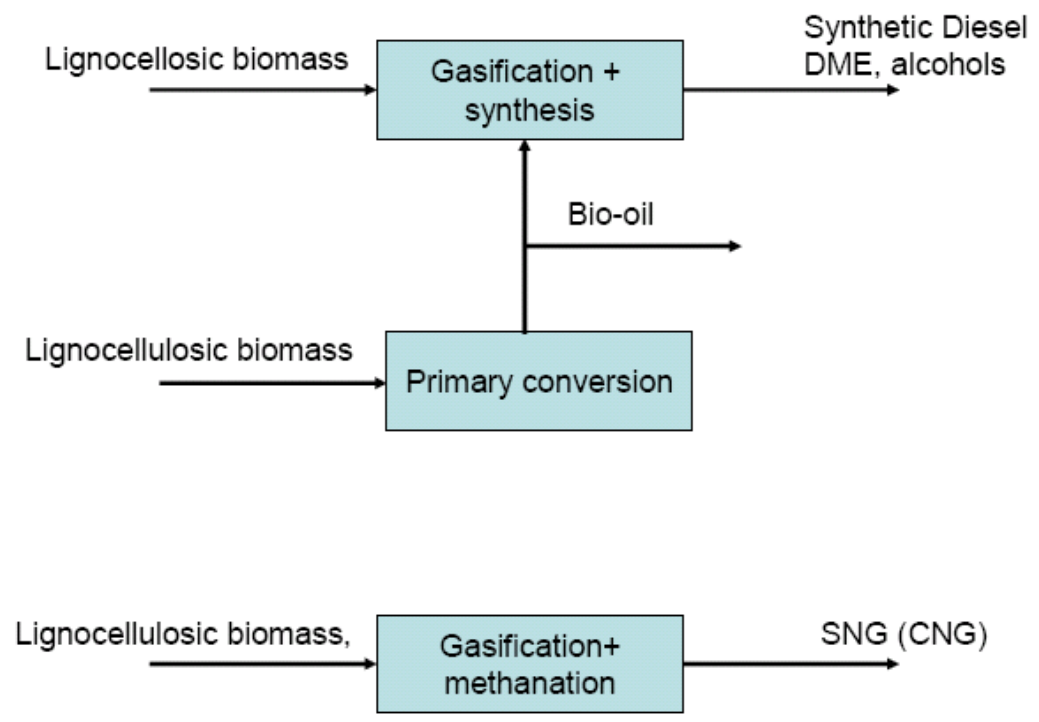 Synthetic Diesel
DME, alcohols
Lignocellosic biomass
Gasification +
synthesis
Bio-oil
Lignocellulosic biomass
Primary conversion
Lignocellulosic biomass,
Gasification+
methanation
SNG (CNG)